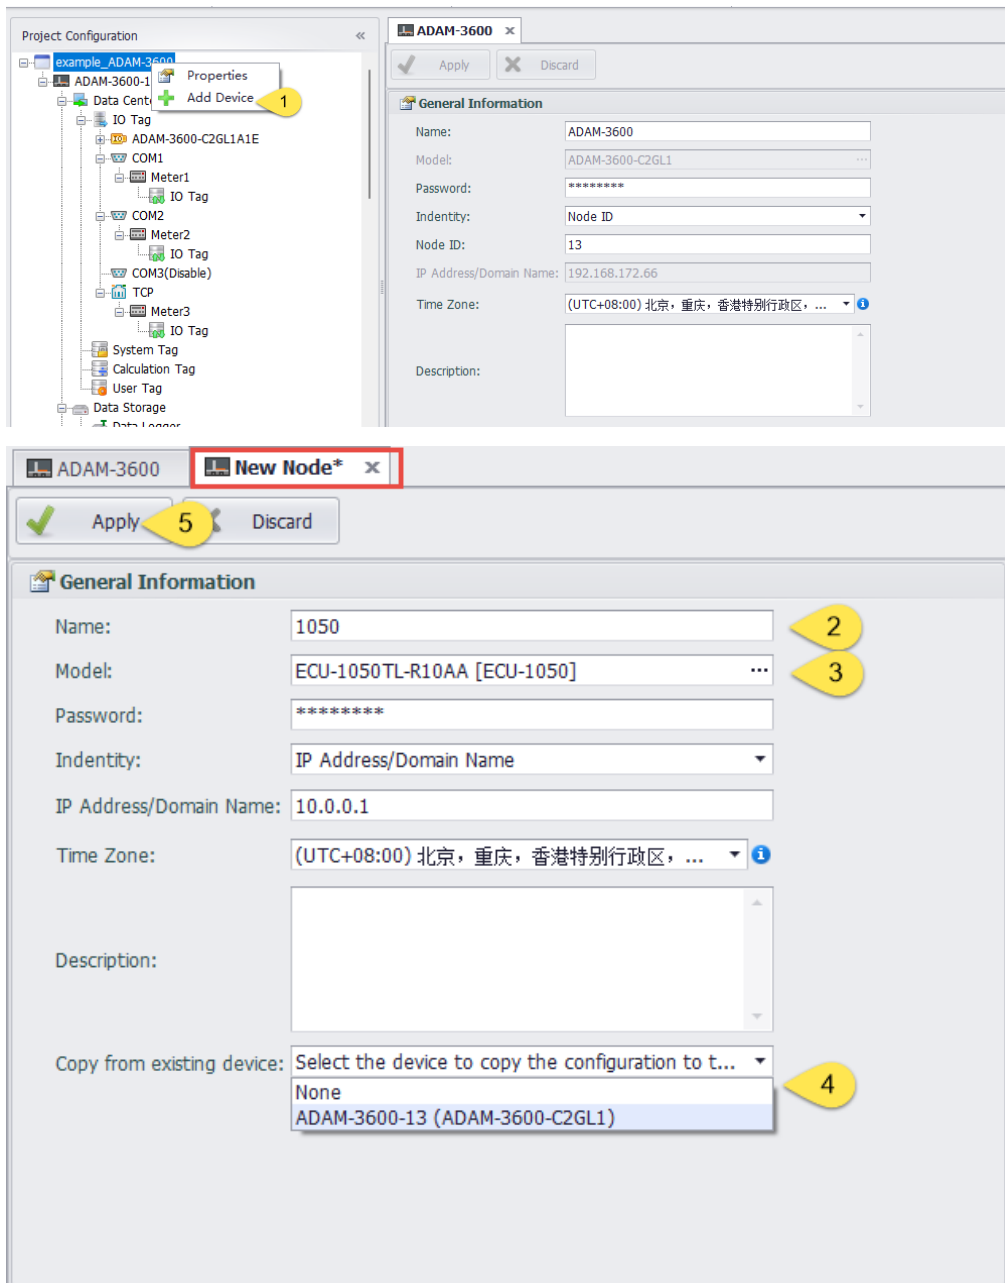 Project Configuration «
example_ADAM-3600
ADAM-3600-1
Data Cent
IO Tag
ADAM-3600-C2GL1A1E
COM1
Meter1
IO Tag
COM2
Meter2
IO Tag
COM3(Disable)
TCP
Meter3
IO Tag
System Tag
Calculation Tag
User Tag
Data Storage
Data Logger
Properties
Add Device 1
ADAM-3600 ×
Apply Discard
General Information
Name: ADAM-3600
Model: ADAM-3600-C2GL1 ...
Password: ********
Indentity: Node ID
Node ID: 13
IP Address/Domain Name: 192.168.172.66
Time Zone: (UTC+08:00) 北京，重庆，香港特别行政区，...
Description:
ADAM-3600 New Node* ×
Apply 5 Discard
General Information
Name: 1050 2
Model: ECU-1050TL-R10AA [ECU-1050] ... 3
Password: ********
Indentity: IP Address/Domain Name
IP Address/Domain Name: 10.0.0.1
Time Zone: (UTC+08:00) 北京，重庆，香港特别行政区，...
Description:
Copy from existing device: Select the device to copy the configuration to t...
None 4
ADAM-3600-13 (ADAM-3600-C2GL1)